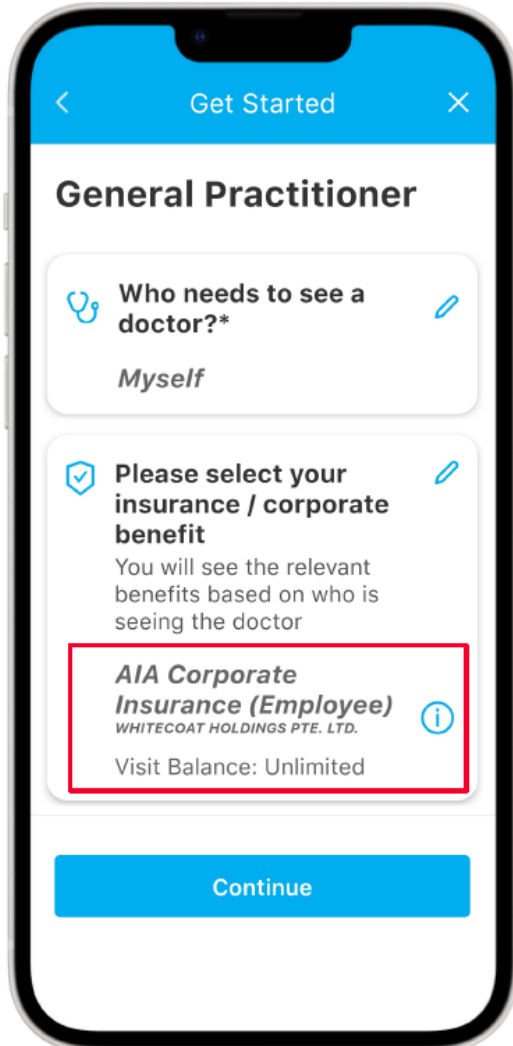 Get Started
General Practitioner
Who needs to see a
doctor?*
Myself
Please select your
insurance / corporate
benefit
You will see the relevant
benefits based on who is
seeing the doctor
AIA Corporate
Insurance (Employee)
WHITECOAT HOLDINGS PTE. LTD.
Visit Balance: Unlimited
Continue